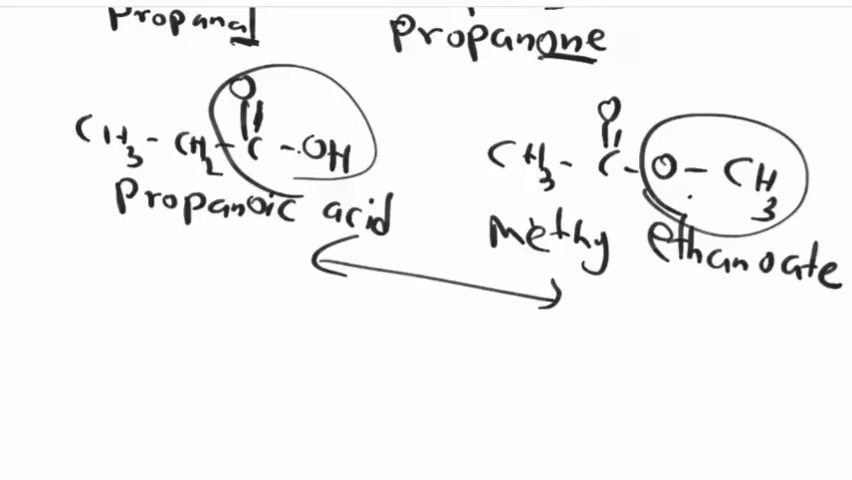 Propanal
Propanone
O
CH3-CH2-C-OH
Propanoic acid
O
CH3-C-O-CH3
Methy ethanoate